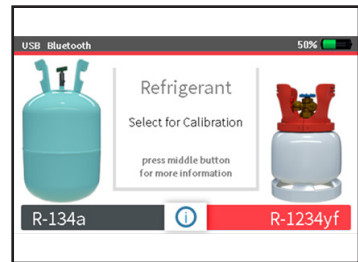 USB Bluetooth 50%
Refrigerant
Select for Calibration
press middle button
for more information
R-134a R-1234yf